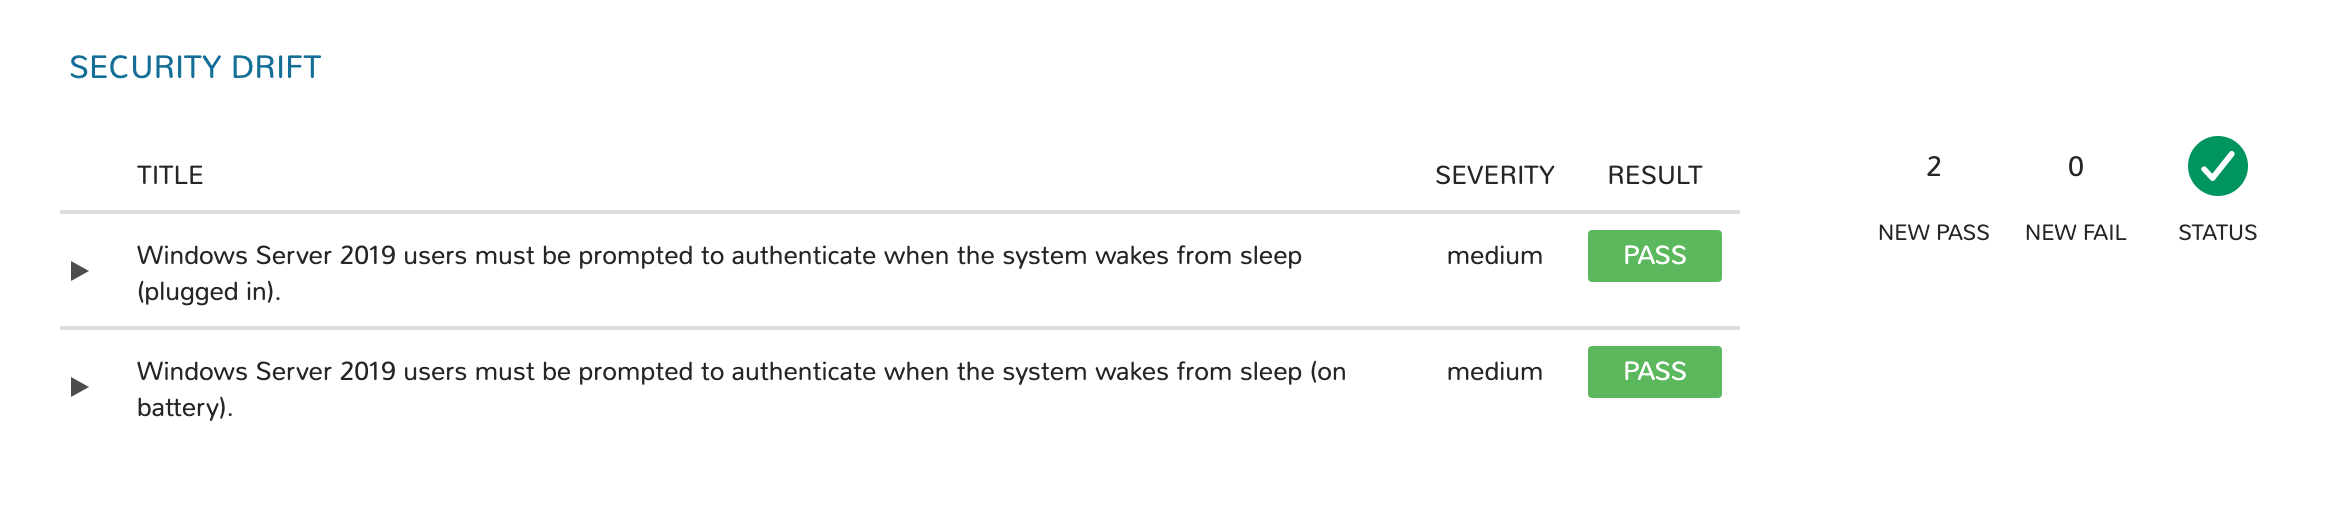 SECURITY DRIFT
TITLE SEVERITY RESULT
Windows Server 2019 users must be prompted to authenticate when the system wakes from sleep medium PASS
(plugged in).
Windows Server 2019 users must be prompted to authenticate when the system wakes from sleep (on medium PASS
battery).
2 0
NEW PASS NEW FAIL STATUS